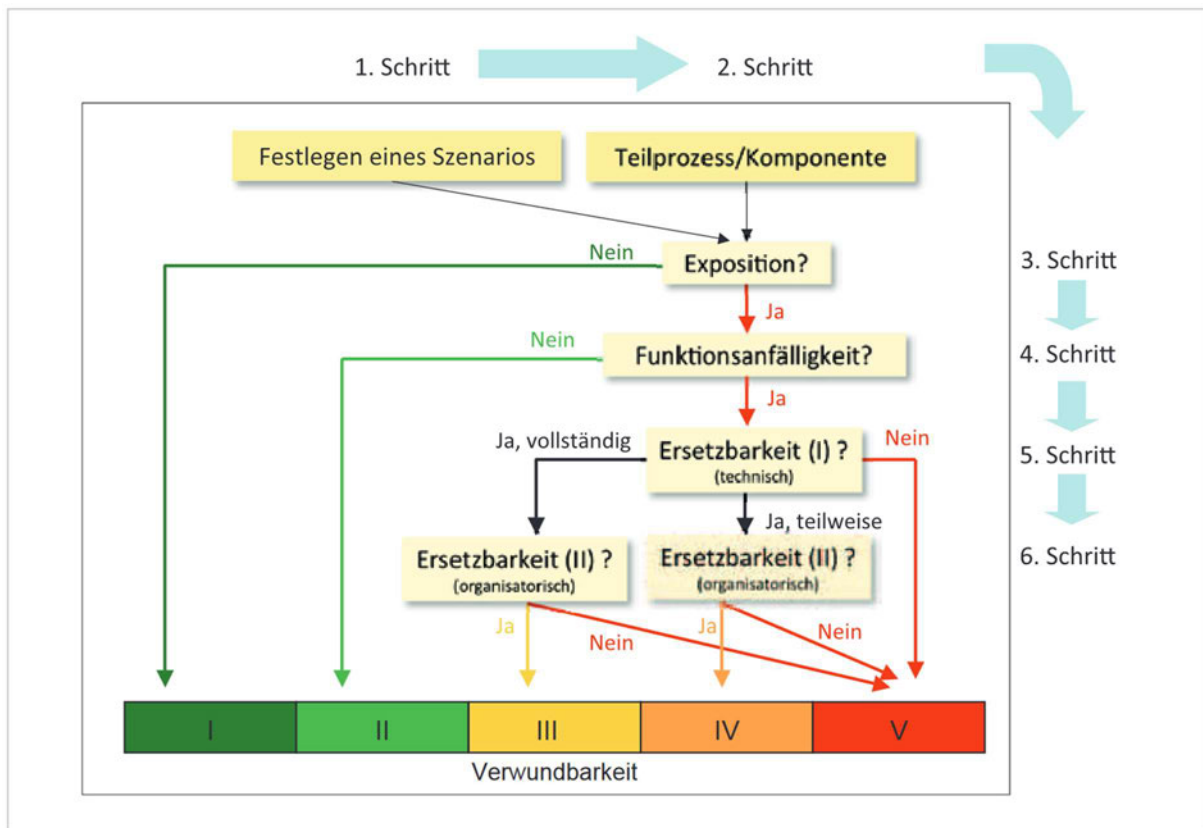 1. Schritt
2. Schritt
Festlegen eines Szenarios
Teilprozess/Komponente
Nein
Exposition?
3. Schritt
Ja
Nein
Funktionsanfälligkeit?
4. Schritt
Ja
Ja, vollständig
Ersetzbarkeit (I) ?
(technisch)
Nein
5. Schritt
Ja, teilweise
Ersetzbarkeit (II) ?
(organisatorisch)
Ersetzbarkeit (II) ?
(organisatorisch)
6. Schritt
Ja
Nein
Ja
Nein
I
II
III
IV
V
Verwundbarkeit